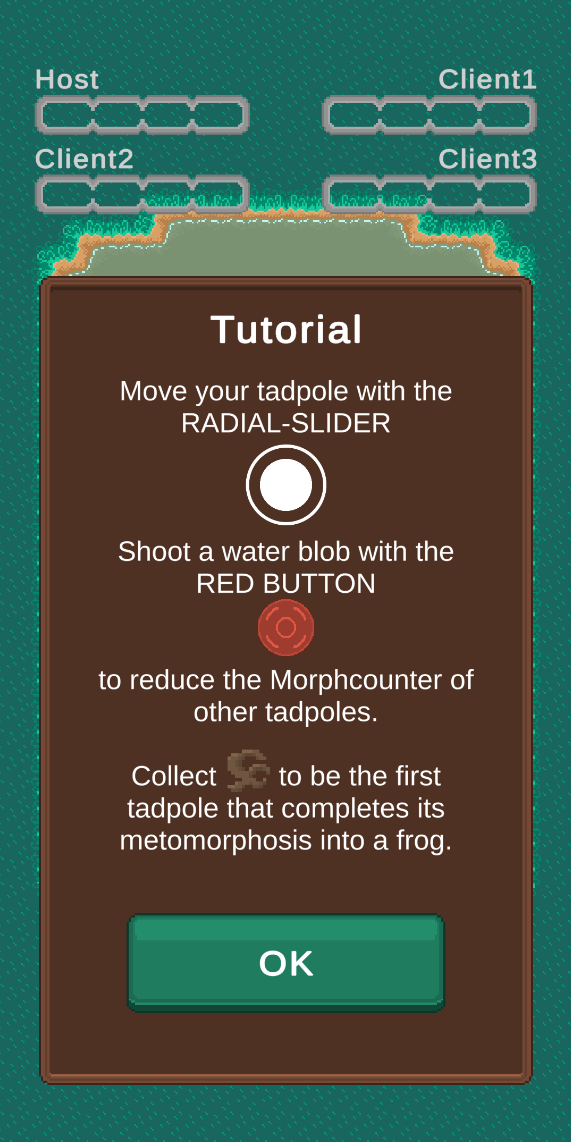 Host
Client1
Client2
Client3
Tutorial
Move your tadpole with the
RADIAL-SLIDER
Shoot a water blob with the
RED BUTTON
to reduce the Morphcounter of
other tadpoles.
Collect to be the first
tadpole that completes its
metomorphosis into a frog.
OK